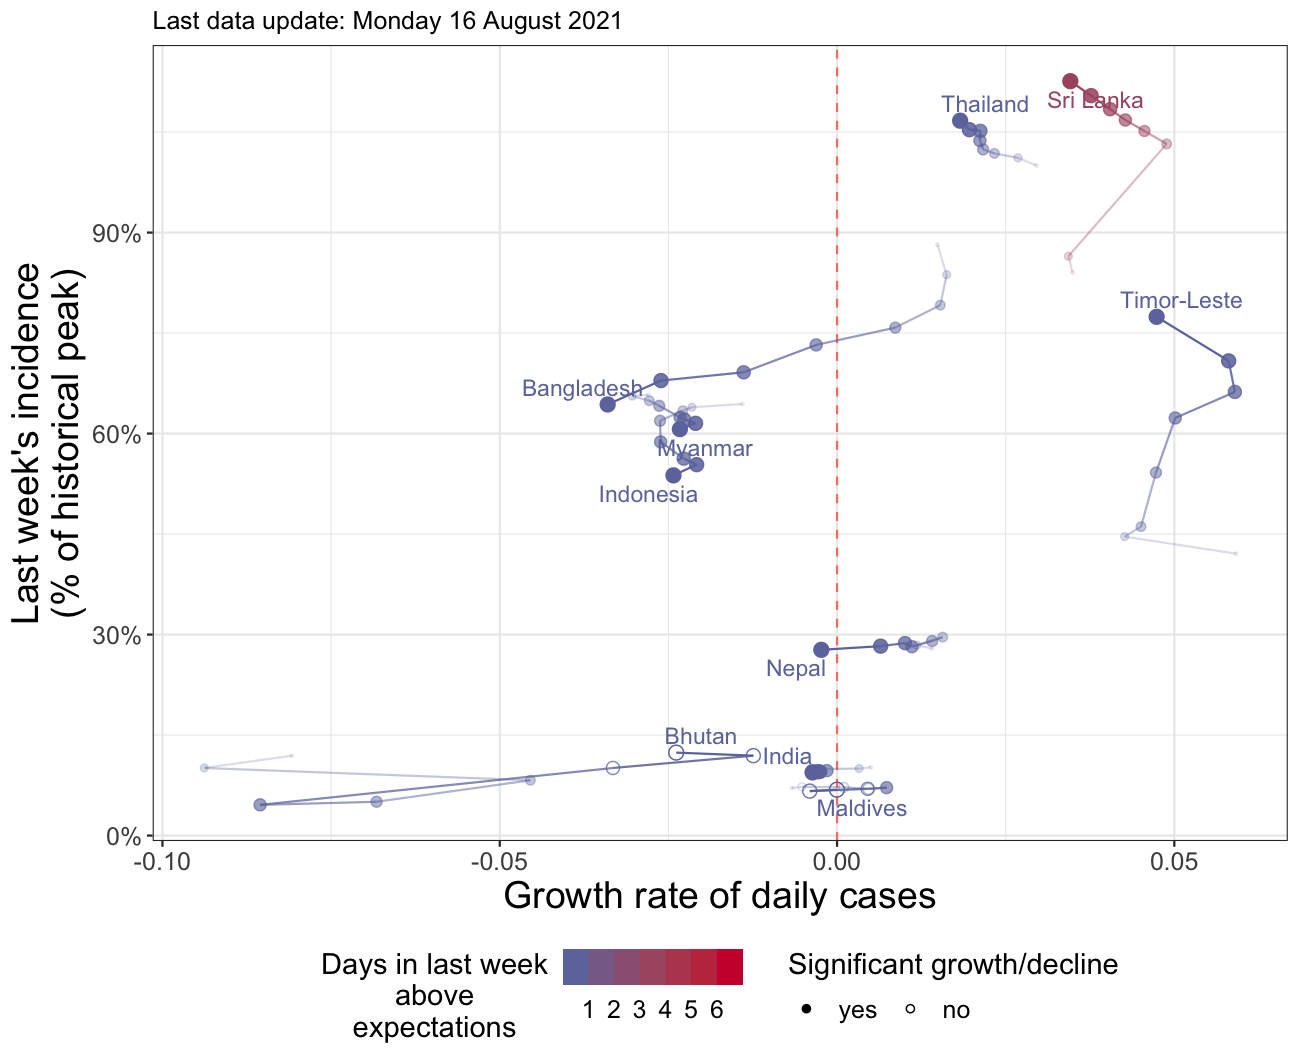 Last data update: Monday 16 August 2021
Thailand
Sri Lanka
90%
Timor-Leste
Bangladesh
60%
Myanmar
Indonesia
30%
Nepal
Bhutan
India
Maldives
0%
-0.10
-0.05
0.00
0.05
Last week's incidence
(% of historical peak)
Growth rate of daily cases
Days in last week
above
expectations
1 2 3 4 5 6
Significant growth/decline
yes
no